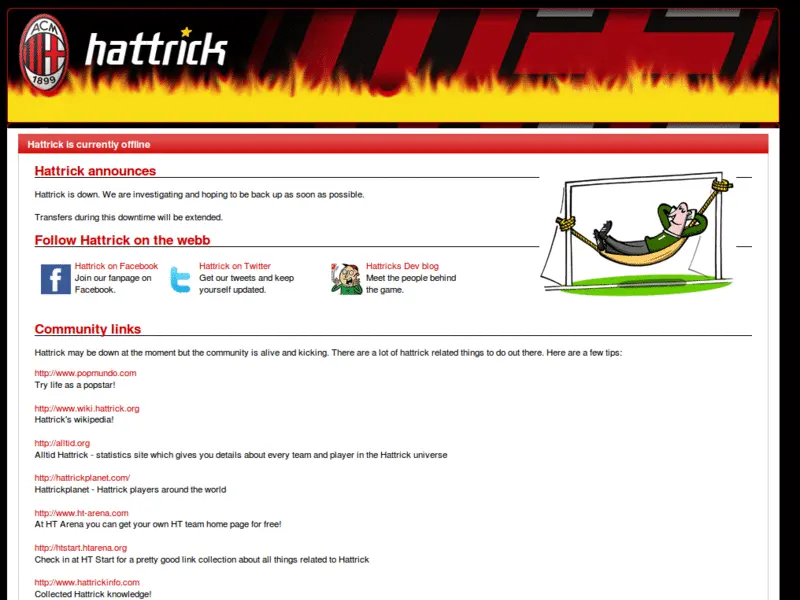 ACM
1899
hattrick
Hattrick is currently offline
Hattrick announces
Hattrick is down. We are investigating and hoping to be back up as soon as possible.
Transfers during this downtime will be extended.
Follow Hattrick on the webb
Hattrick on Facebook
Join our fanpage on
Facebook.
Hattrick on Twitter
Get our tweets and keep
yourself updated.
Hattricks Dev blog
Meet the people behind
the game.
Community links
Hattrick may be down at the moment but the community is alive and kicking. There are a lot of hattrick related things to do out there. Here are a few tips:
http://www.popmundo.com
Try life as a popstar!
http://www.wiki.hattrick.org
Hattrick's wikipedia!
http://alltid.org
Alltid Hattrick - statistics site which gives you details about every team and player in the Hattrick universe
http://hattrickplanet.com/
Hattrickplanet - Hattrick players around the world
http://www.ht-arena.com
At HT Arena you can get your own HT team home page for free!
http://htstart.htarena.org
Check in at HT Start for a pretty good link collection about all things related to Hattrick
http://www.hattrickinfo.com
Collected Hattrick knowledge!